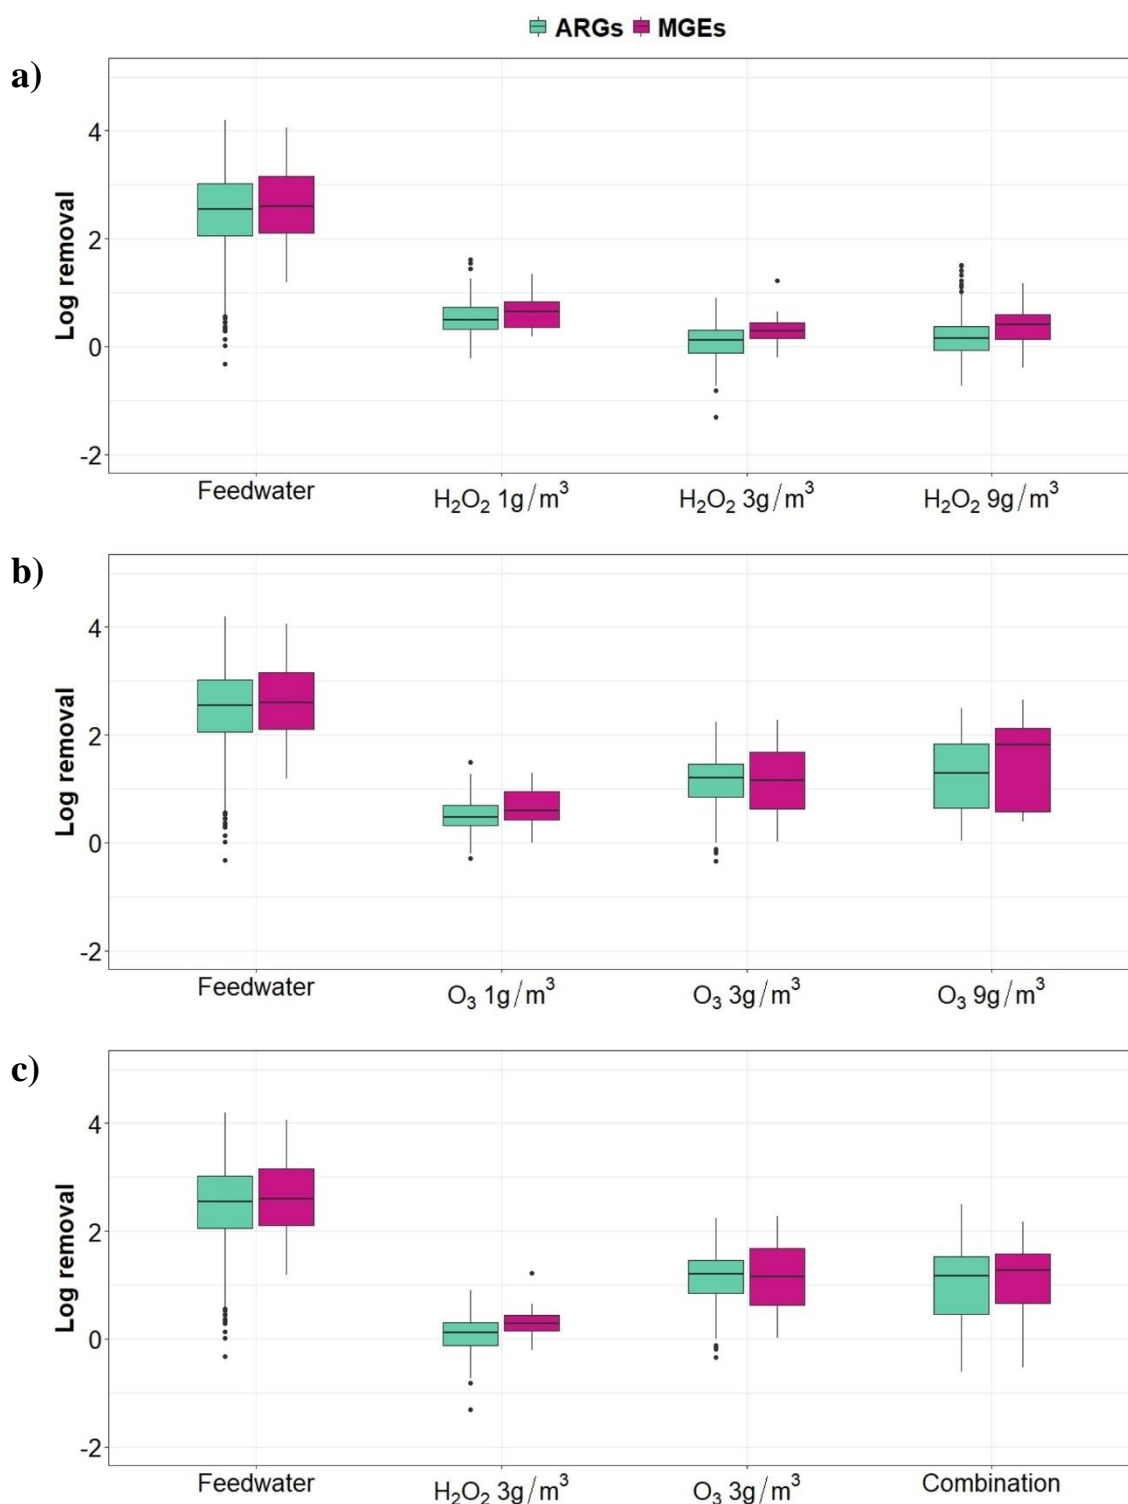 ARGs MGEs
a)
Log removal
4
2
0
-2
Feedwater H₂O₂ 1g/m³ H₂O₂ 3g/m³ H₂O₂ 9g/m³
b)
Log removal
4
2
0
-2
Feedwater O₃ 1g/m³ O₃ 3g/m³ O₃ 9g/m³
c)
Log removal
4
2
0
-2
Feedwater H₂O₂ 3g/m³ O₃ 3g/m³ Combination